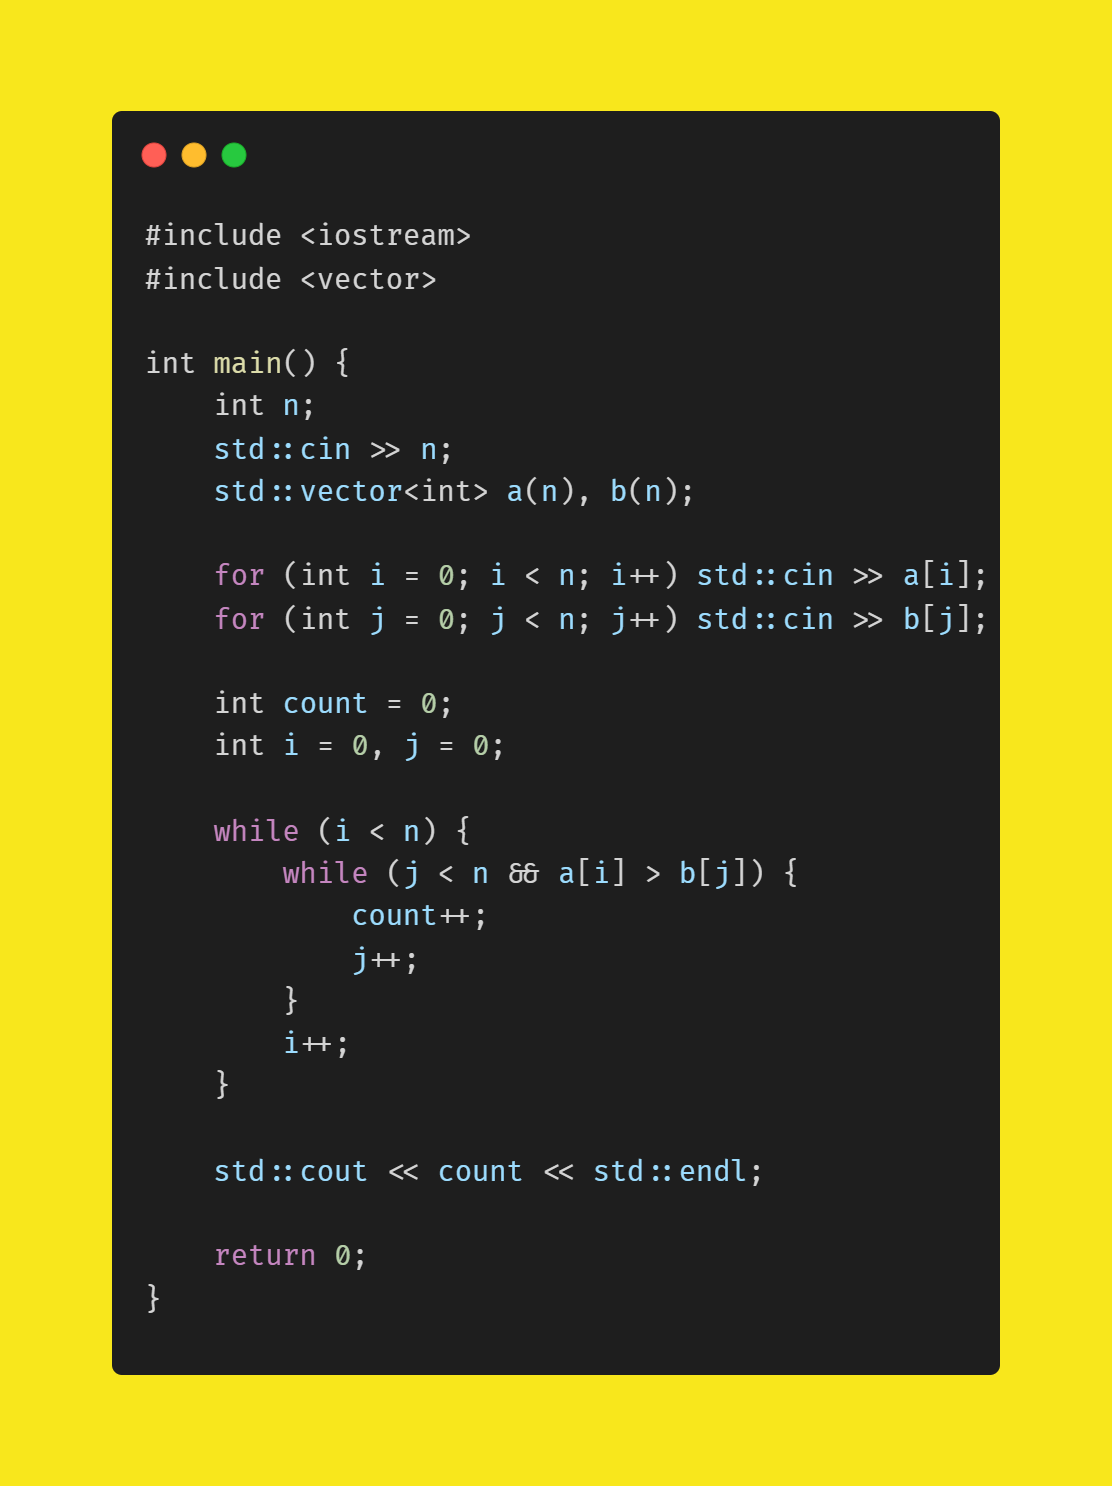 #include <iostream>
#include <vector>

int main() {
    int n;
    std::cin >> n;
    std::vector<int> a(n), b(n);

    for (int i = 0; i < n; i++) std::cin >> a[i];
    for (int j = 0; j < n; j++) std::cin >> b[j];

    int count = 0;
    int i = 0, j = 0;

    while (i < n) {
        while (j < n && a[i] > b[j]) {
            count++;
            j++;
        }
        i++;
    }

    std::cout << count << std::endl;

    return 0;
}